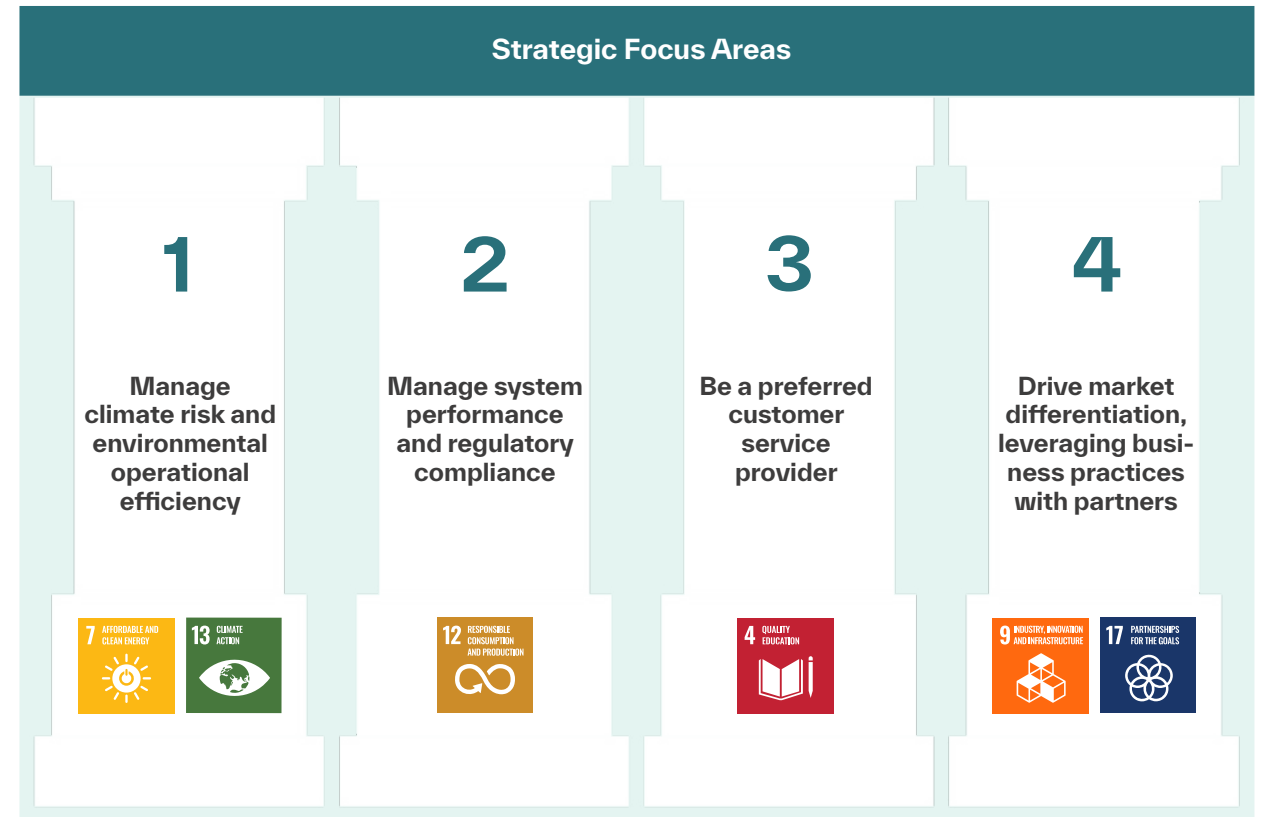 Strategic Focus Areas
1
Manage
climate risk and
environmental
operational
efficiency
7 AFFORDABLE AND
CLEAN ENERGY
13 CLIMATE
ACTION
2
Manage system
performance
and regulatory
compliance
12 RESPONSIBLE
CONSUMPTION
AND PRODUCTION
3
Be a preferred
customer
service
provider
4 QUALITY
EDUCATION
4
Drive market
differentiation,
leveraging busi-
ness practices
with partners
9 INDUSTRY, INNOVATION
AND INFRASTRUCTURE
17 PARTNERSHIPS
FOR THE GOALS